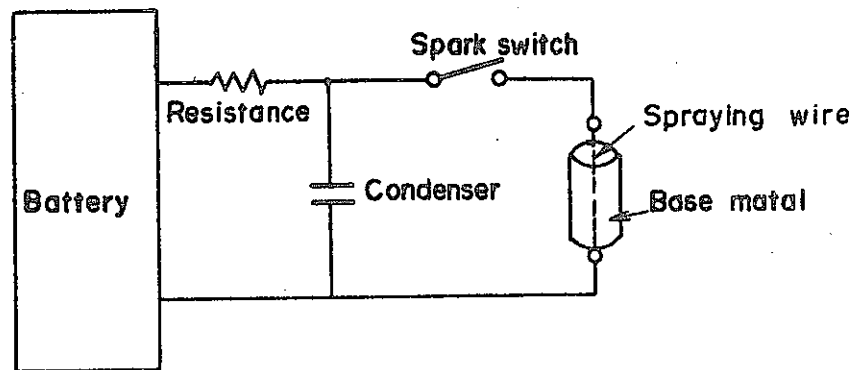 Spark switch
Resistance
Spraying wire
Battery
Condenser
Base matal